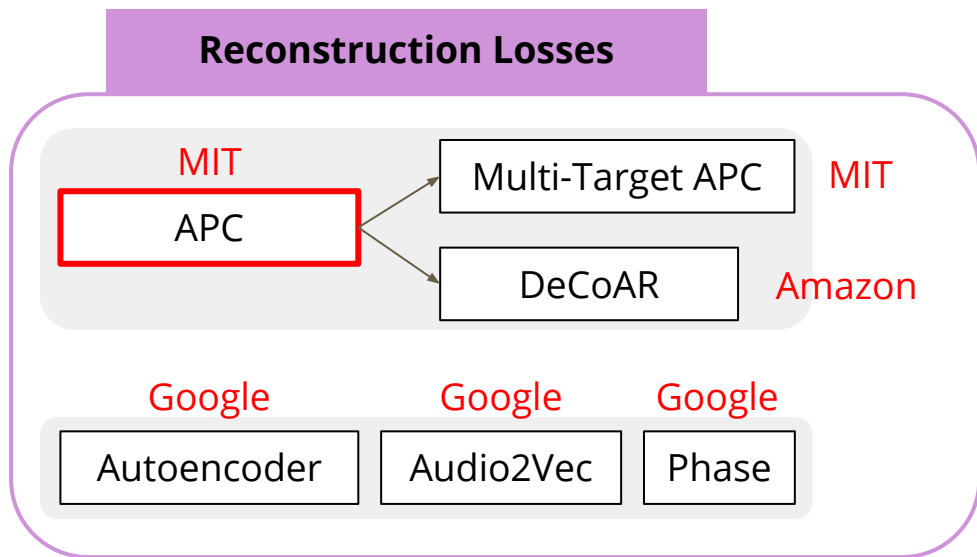 Reconstruction Losses
MIT
APC
Multi-Target APC
MIT
DeCoAR
Amazon
Google
Google
Google
Autoencoder
Audio2Vec
Phase